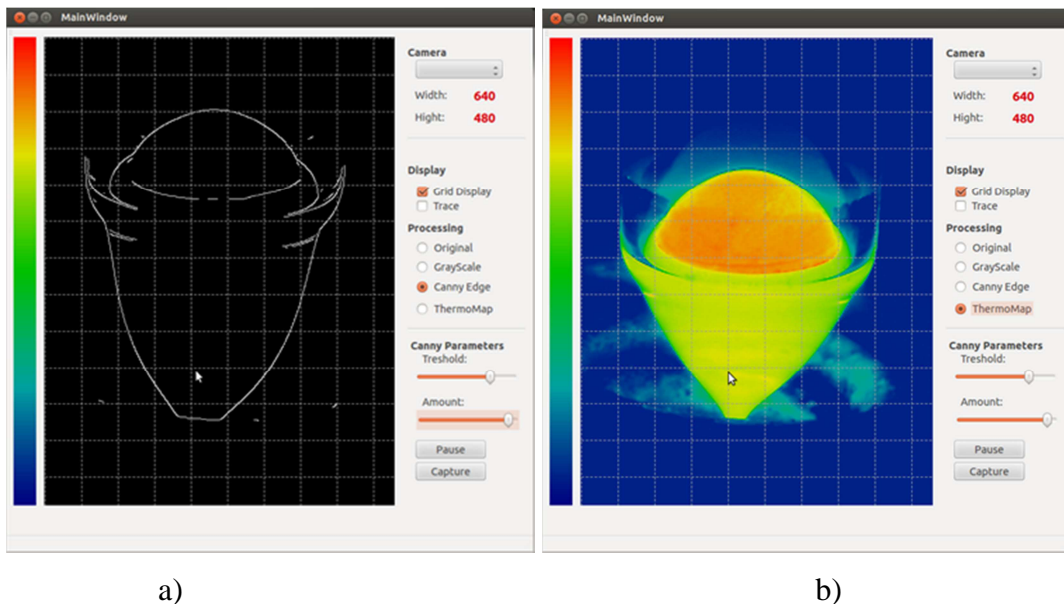 MainWindow
Camera
Width: 640
Hight: 480
Display
Grid Display
Trace
Processing
Original
GrayScale
Canny Edge
ThermoMap
Canny Parameters
Treshold:
Amount:
Pause
Capture
a)
MainWindow
Camera
Width: 640
Hight: 480
Display
Grid Display
Trace
Processing
Original
GrayScale
Canny Edge
ThermoMap
Canny Parameters
Treshold:
Amount:
Pause
Capture
b)